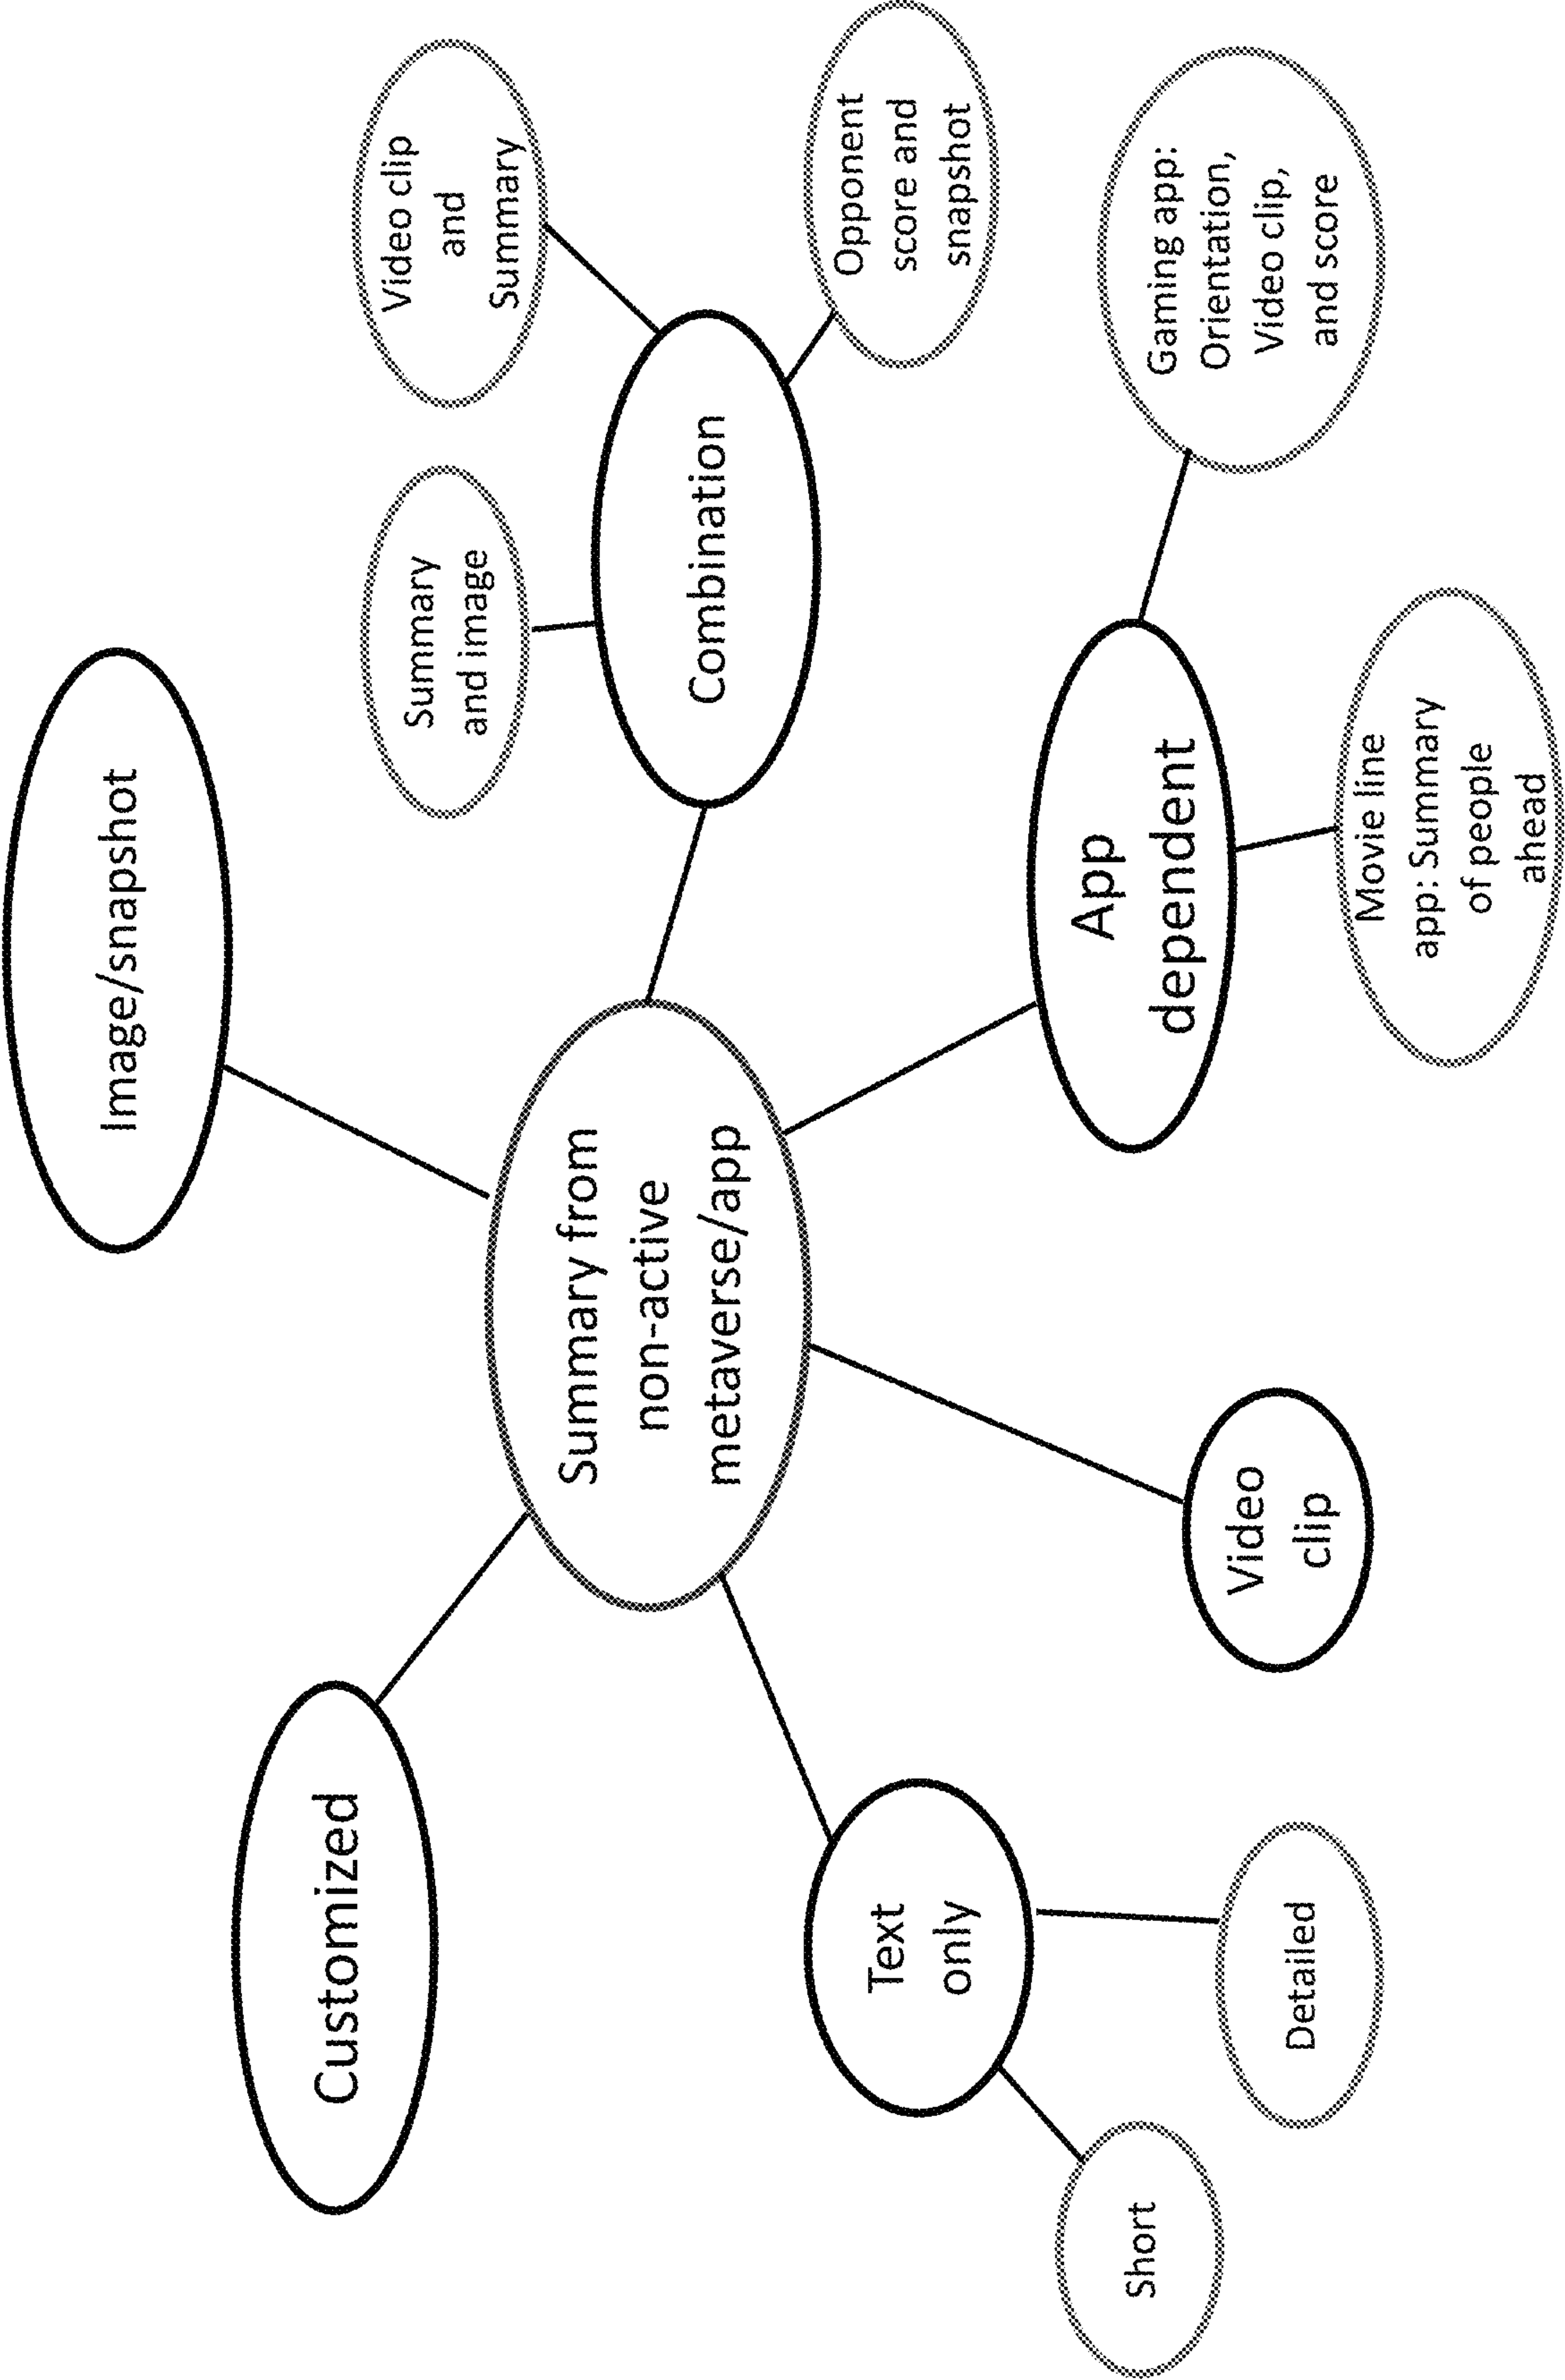 Customized
Image/snapshot
Summary from
non-active
metaverse/app
Summary
and image
Video clip
and
Summary
Combination
Opponent
score and
snapshot
Text
only
Short
Detailed
Video
clip
App
dependent
Gaming app:
Orientation,
Video clip,
and score
Movie line
app: Summary
of people
ahead